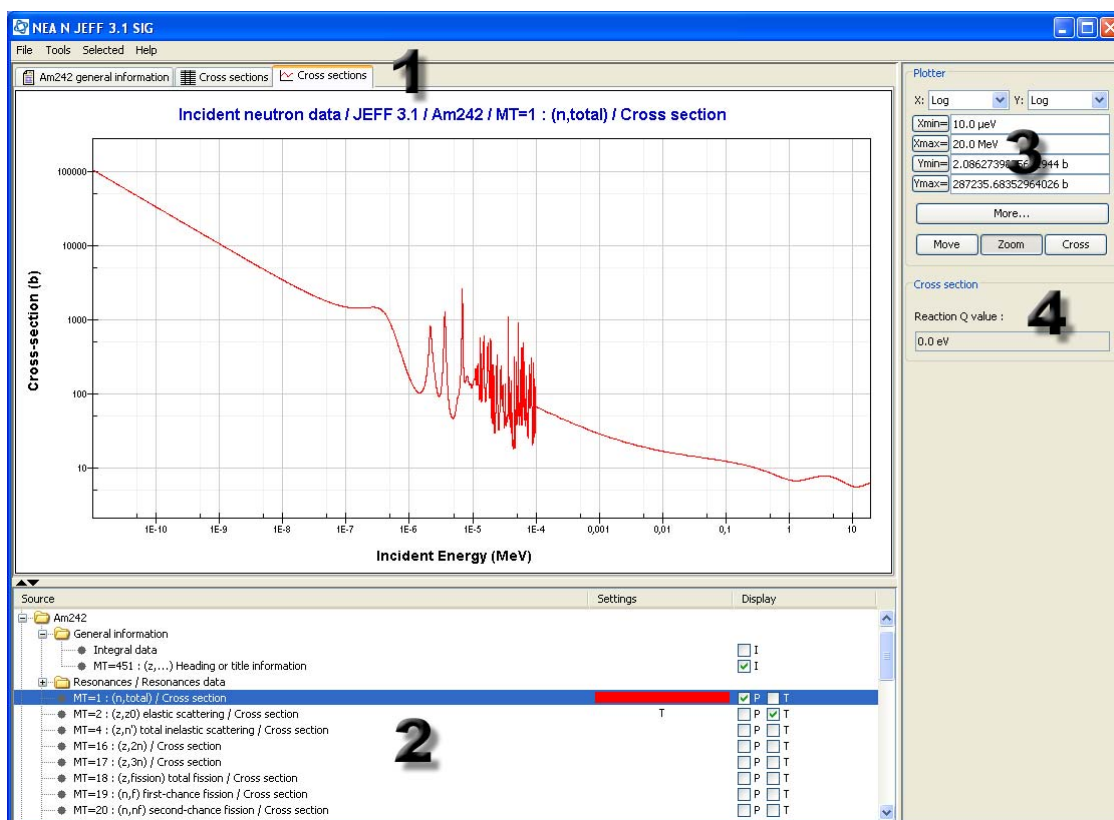 NEA N JEFF 3.1 SIG
File Tools Selected Help
Am242 general information Cross sections Cross sections
1
Incident neutron data / JEFF 3.1 / Am242 / MT=1 : (n,total) / Cross section
Cross-section (b)
100000
10000
1000
100
10
1E-10 1E-9 1E-8 1E-7 1E-6 1E-5 1E-4 0,001 0,01 0,1 1 10
Incident Energy (MeV)
Plotter
X: Log Y: Log
Xmin= 10.0 µeV
Xmax= 20.0 MeV
3
Ymin= b
Ymax= 287235.68352964026 b
More...
Move Zoom Cross
Cross section
Reaction Q value :
4
0.0 eV
Source Settings Display
Am242
General information
Integral data I
MT=451 : (z,...) Heading or title information I
Resonances / Resonances data
MT=1 : (n,total) / Cross section P T
MT=2 : (z,z0) elastic scattering / Cross section T P T
MT=4 : (z,n') total inelastic scattering / Cross section P T
2
MT=16 : (z,2n) / Cross section P T
MT=17 : (z,3n) / Cross section P T
MT=18 : (z,fission) total fission / Cross section P T
MT=19 : (n,f) first-chance fission / Cross section P T
MT=20 : (n,nf) second-chance fission / Cross section P T